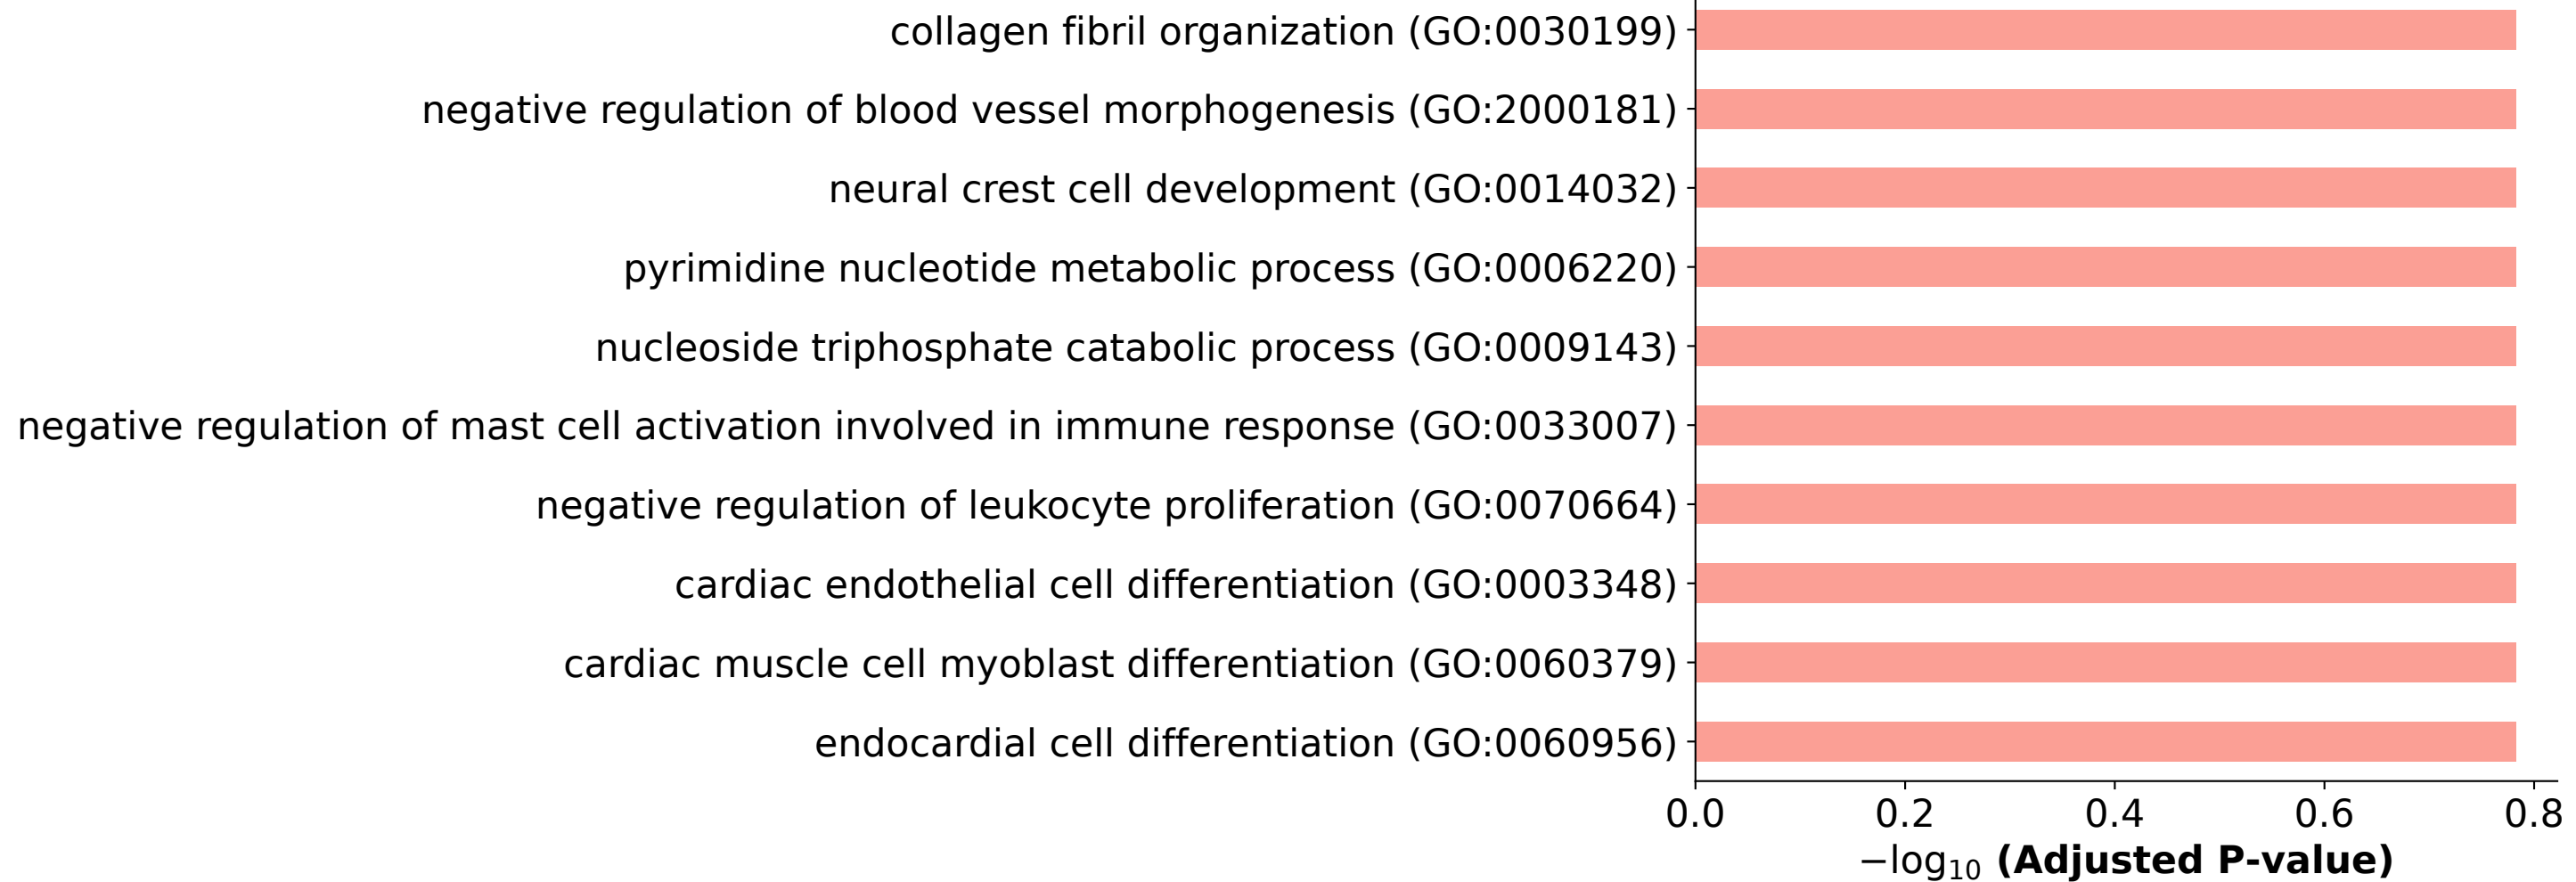 collagen fibril organization (GO:0030199)
negative regulation of blood vessel morphogenesis (GO:2000181)
neural crest cell development (GO:0014032)
pyrimidine nucleotide metabolic process (GO:0006220)
nucleoside triphosphate catabolic process (GO:0009143)
negative regulation of mast cell activation involved in immune response (GO:0033007)
negative regulation of leukocyte proliferation (GO:0070664)
cardiac endothelial cell differentiation (GO:0003348)
cardiac muscle cell myoblast differentiation (GO:0060379)
endocardial cell differentiation (GO:0060956)
0.0 0.2 0.4 0.6 0.8
−log₁₀ (Adjusted P-value)